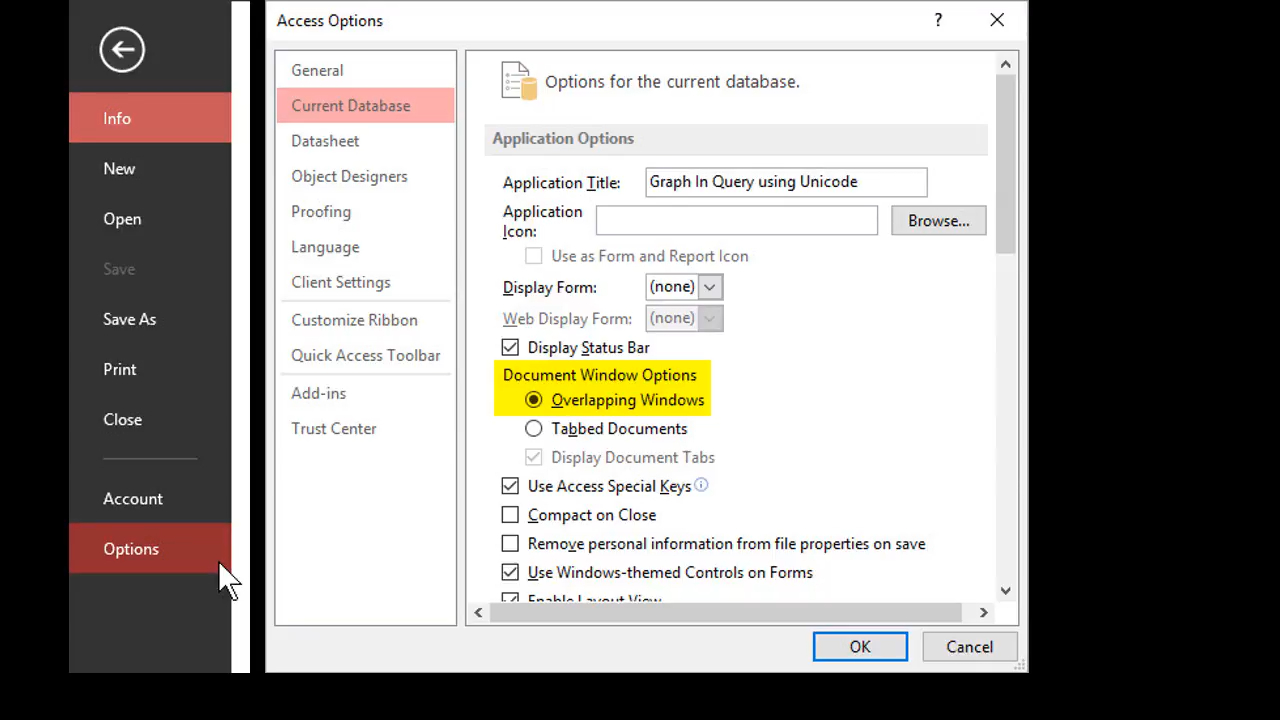 Info
New
Open
Save
Save As
Print
Close
Account
Options
Access Options
?
General
Current Database
Datasheet
Object Designers
Proofing
Language
Client Settings
Customize Ribbon
Quick Access Toolbar
Add-ins
Trust Center
Options for the current database.
Application Options
Application Title: Graph In Query using Unicode
Application
Icon:
Browse...
Use as Form and Report Icon
Display Form: (none)
Web Display Form: (none)
Display Status Bar
Document Window Options
Overlapping Windows
Tabbed Documents
Display Document Tabs
Use Access Special Keys
Compact on Close
Remove personal information from file properties on save
Use Windows-themed Controls on Forms
Enable Layout View
OK
Cancel